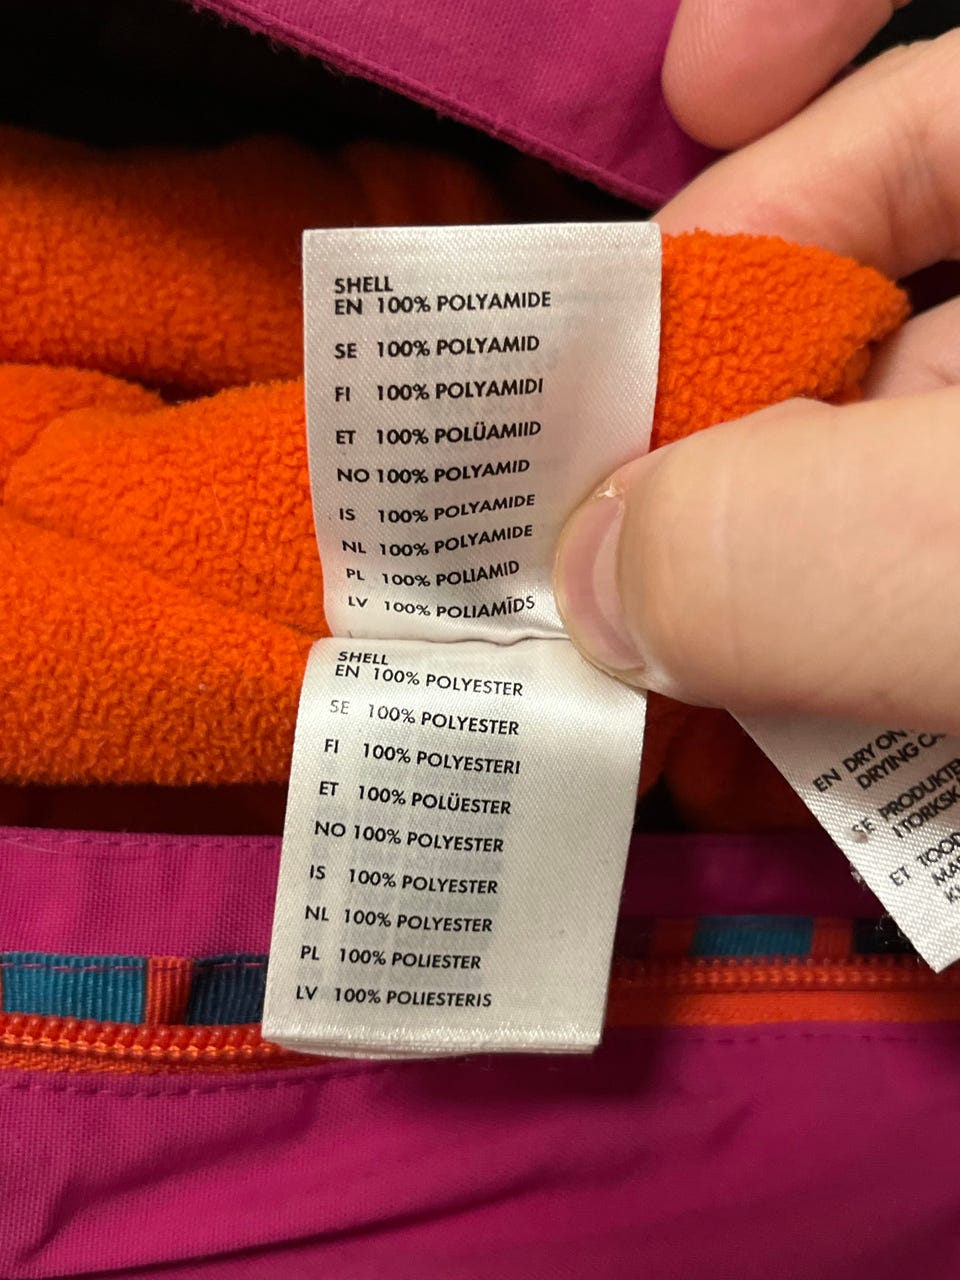 SHELL
EN 100% POLYAMIDE
SE 100% POLYAMID
FI 100% POLYAMIDI
ET 100% POLÜAMIID
NO 100% POLYAMID
IS 100% POLYAMIDE
NL 100% POLYAMIDE
PL 100% POLIAMID
LV 100% POLIAMĪDS
SHELL
EN 100% POLYESTER
SE 100% POLYESTER
FI 100% POLYESTERI
ET 100% POLÜESTER
NO 100% POLYESTER
IS 100% POLYESTER
NL 100% POLYESTER
PL 100% POLIESTER
LV 100% POLIESTERIS
EN DRY ON
DRYING
SE
ET